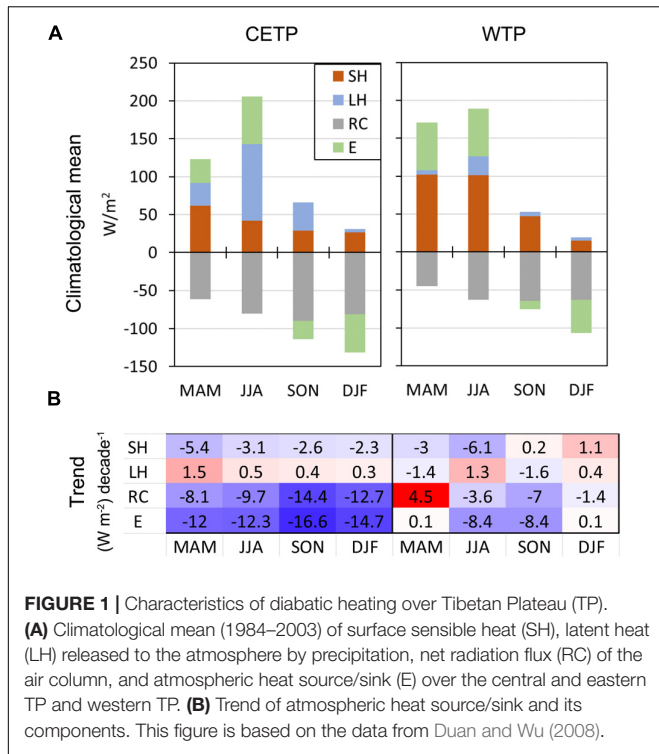 A
CETP
WTP
Climatological mean
W/m²
250
200
150
100
50
0
-50
-100
-150
SH
LH
RC
E
MAM JJA SON DJF MAM JJA SON DJF
B
Trend
(W m⁻²) decade⁻¹
SH -5.4 -3.1 -2.6 -2.3 -3 -6.1 0.2 1.1
LH 1.5 0.5 0.4 0.3 -1.4 1.3 -1.6 0.4
RC -8.1 -9.7 -14.4 -12.7 4.5 -3.6 -7 -1.4
E -12 -12.3 -16.6 -14.7 0.1 -8.4 -8.4 0.1
MAM JJA SON DJF MAM JJA SON DJF
FIGURE 1 | Characteristics of diabatic heating over Tibetan Plateau (TP).
(A) Climatological mean (1984–2003) of surface sensible heat (SH), latent heat
(LH) released to the atmosphere by precipitation, net radiation flux (RC) of the
air column, and atmospheric heat source/sink (E) over the central and eastern
TP and western TP. (B) Trend of atmospheric heat source/sink and its
components. This figure is based on the data from Duan and Wu (2008).